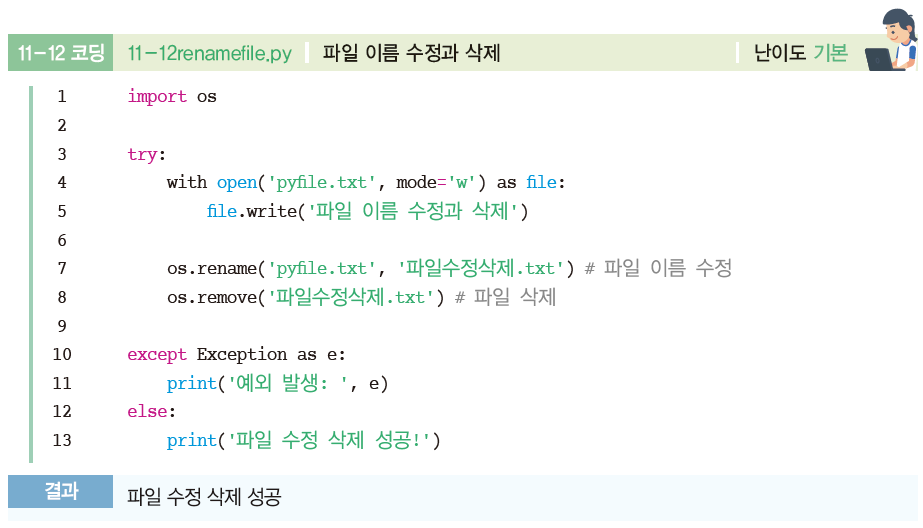 11-12 코딩 11-12renamefile.py 파일 이름 수정과 삭제 난이도 기본
1 import os
2
3 try:
4     with open('pyfile.txt', mode='w') as file:
5         file.write('파일 이름 수정과 삭제')
6
7     os.rename('pyfile.txt', '파일수정삭제.txt') # 파일 이름 수정
8     os.remove('파일수정삭제.txt') # 파일 삭제
9
10 except Exception as e:
11     print('예외 발생: ', e)
12 else:
13     print('파일 수정 삭제 성공!')
결과 파일 수정 삭제 성공